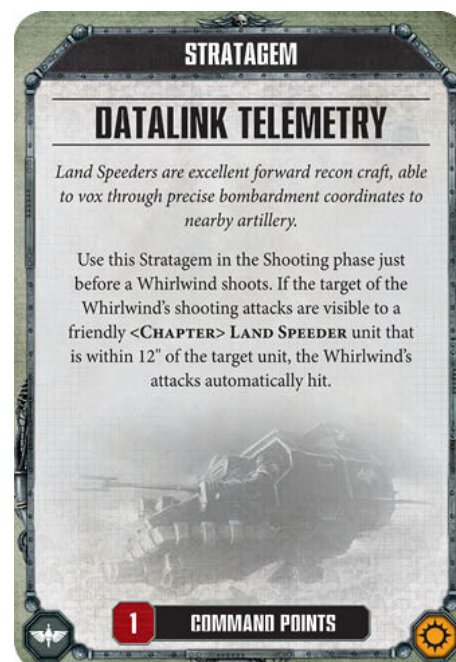 STRATAGEM
DATALINK TELEMETRY
Land Speeders are excellent forward recon craft, able
to vox through precise bombardment coordinates to
nearby artillery.
Use this Stratagem in the Shooting phase just
before a Whirlwind shoots. If the target of the
Whirlwind's shooting attacks are visible to a
friendly <CHAPTER> LAND SPEEDER unit that
is within 12" of the target unit, the Whirlwind's
attacks automatically hit.
1 COMMAND POINTS